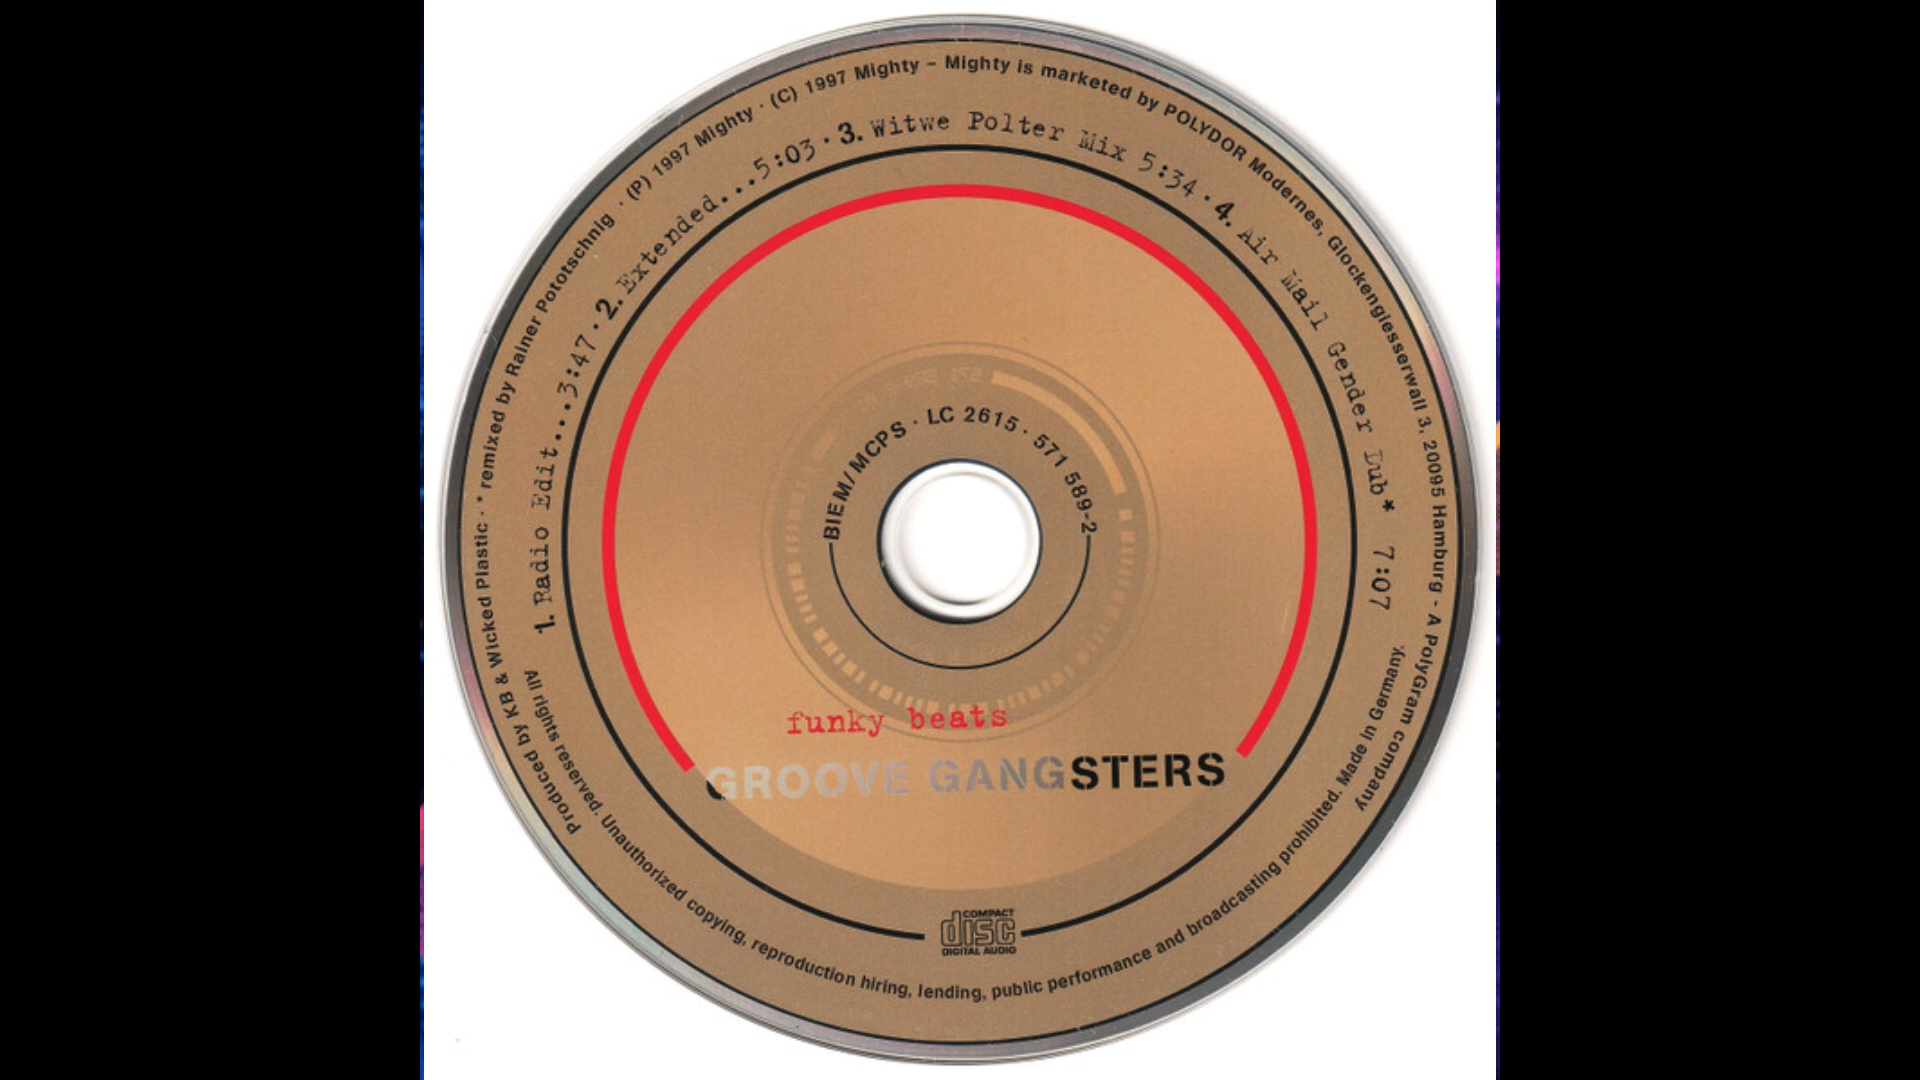 Produced by KB & Wicked Plastic · * remixed by Rainer Pototschnig · (P) 1997 Mighty · (C) 1997 Mighty – Mighty is marketed by POLYDOR Modernes, Glockengiesserwall 3, 20095 Hamburg - A PolyGram company
1. Radio Edit...3:47 · 2. Extended...5:03 · 3. Witwe Polter Mix 5:34 · 4. Air Mail Gender Dub* 7:07
BIEM/MCPS · LC 2615 · 571 589-2
funky beats
GROOVE GANGSTERS
COMPACT
disc
DIGITAL AUDIO
All rights reserved. Unauthorized copying, reproduction hiring, lending, public performance and broadcasting prohibited. Made in Germany.